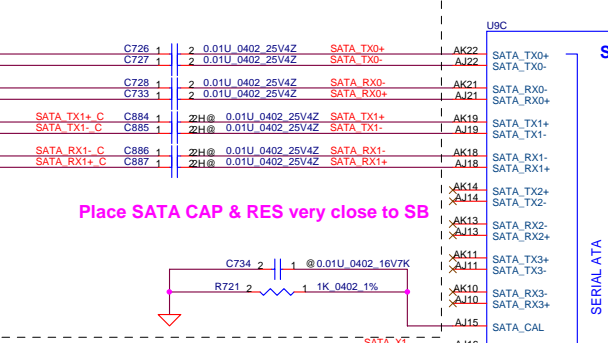 U9C
C726 1 2 0.01U_0402_25V4Z SATA_TX0+ AK22 SATA_TX0+
C727 1 2 0.01U_0402_25V4Z SATA_TX0- AJ22 SATA_TX0-
C728 1 2 0.01U_0402_25V4Z SATA_RX0- AK21 SATA_RX0-
C733 1 2 0.01U_0402_25V4Z SATA_RX0+ AJ21 SATA_RX0+
SATA_TX1+_C C884 1 2 2H@ 0.01U_0402_25V4Z SATA_TX1+ AK19 SATA_TX1+
SATA_TX1-_C C885 1 2 2H@ 0.01U_0402_25V4Z SATA_TX1- AJ19 SATA_TX1-
SATA_RX1-_C C886 1 2 2H@ 0.01U_0402_25V4Z SATA_RX1- AK18 SATA_RX1-
SATA_RX1+_C C887 1 2 2H@ 0.01U_0402_25V4Z SATA_RX1+ AJ18 SATA_RX1+
AK14 SATA_TX2+
AJ14 SATA_TX2-
Place SATA CAP & RES very close to SB
AK13 SATA_RX2-
AJ13 SATA_RX2+
AK11 SATA_TX3+
C734 2 1 @0.01U_0402_16V7K AJ11 SATA_TX3-
R721 2 1 1K_0402_1% AK10 SATA_RX3-
AJ10 SATA_RX3+
AJ15 SATA_CAL
SERIAL ATA
SATA_X1